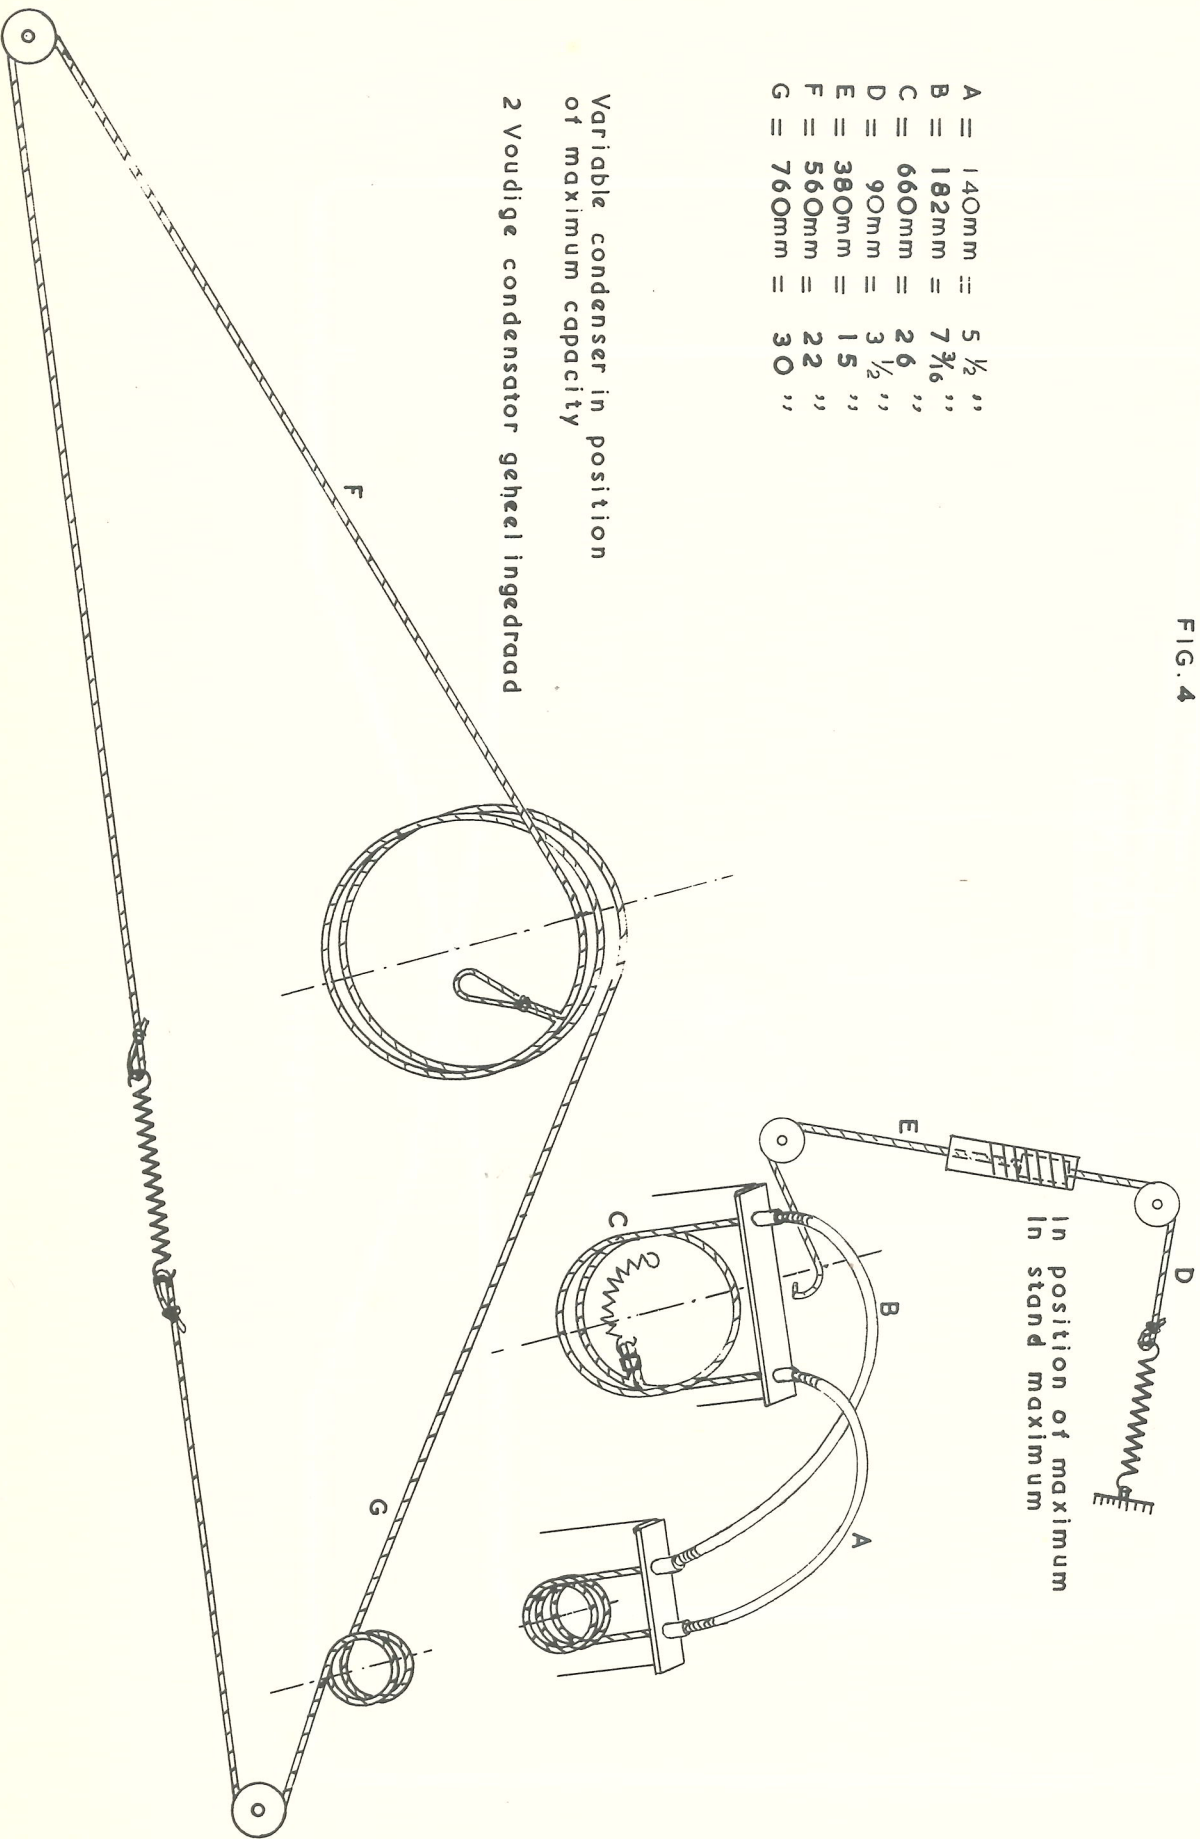 FIG. 4
A = 140mm = 5 ½ ,,
B = 182mm = 7 3/16 ,,
C = 660mm = 26 ,,
D = 90mm = 3 ½ ,,
E = 380mm = 15 ,,
F = 560mm = 22 ,,
G = 760mm = 30 ,,
Variable condenser in position
of maximum capacity
2 Voudige condensator geheel ingedraad
D
In position of maximum
In stand maximum
E
B
A
C
F
G